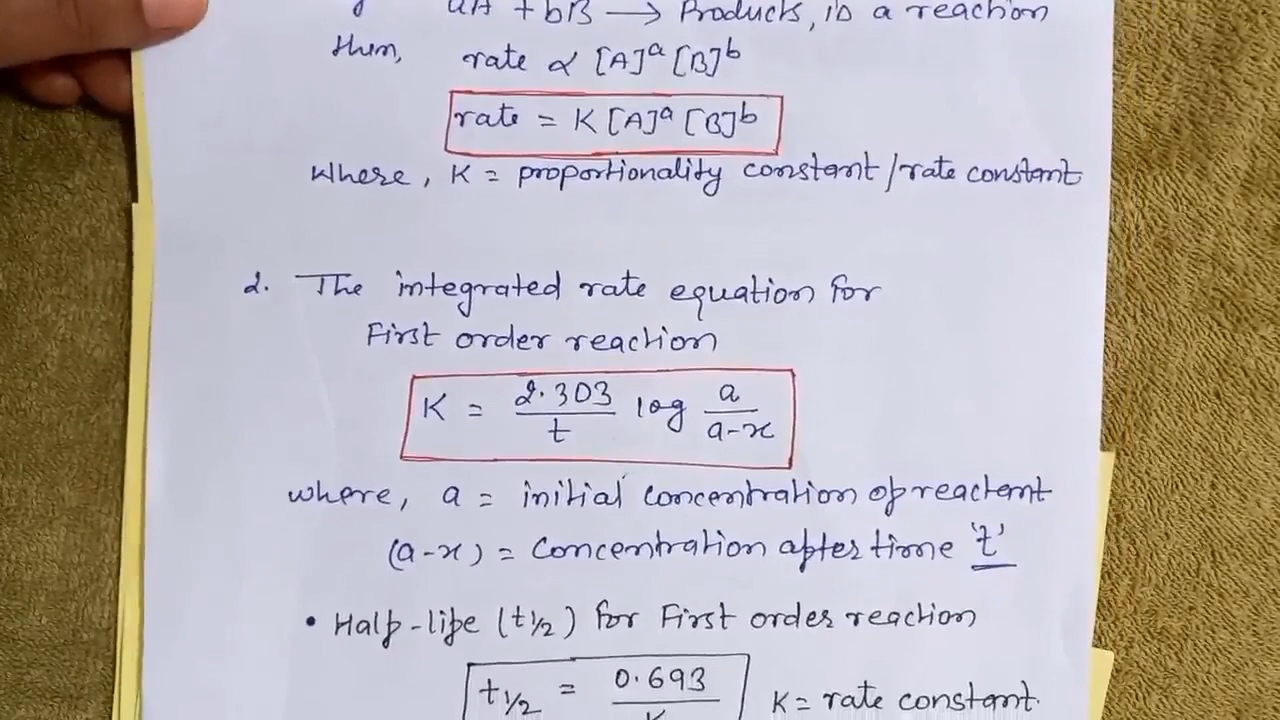 aA + bB → Products, is a reaction
then, rate ∝ [A]ᵃ [B]ᵇ
rate = K [A]ᵃ [B]ᵇ
Where, K = proportionality constant/rate constant
2. The integrated rate equation for
First order reaction
K = 2.303/t log a/a-x
where, a = initial concentration of reactant
(a-x) = Concentration after time 't'
• Half-life (t1/2) for First order reaction
t1/2 = 0.693/K K = rate constant.